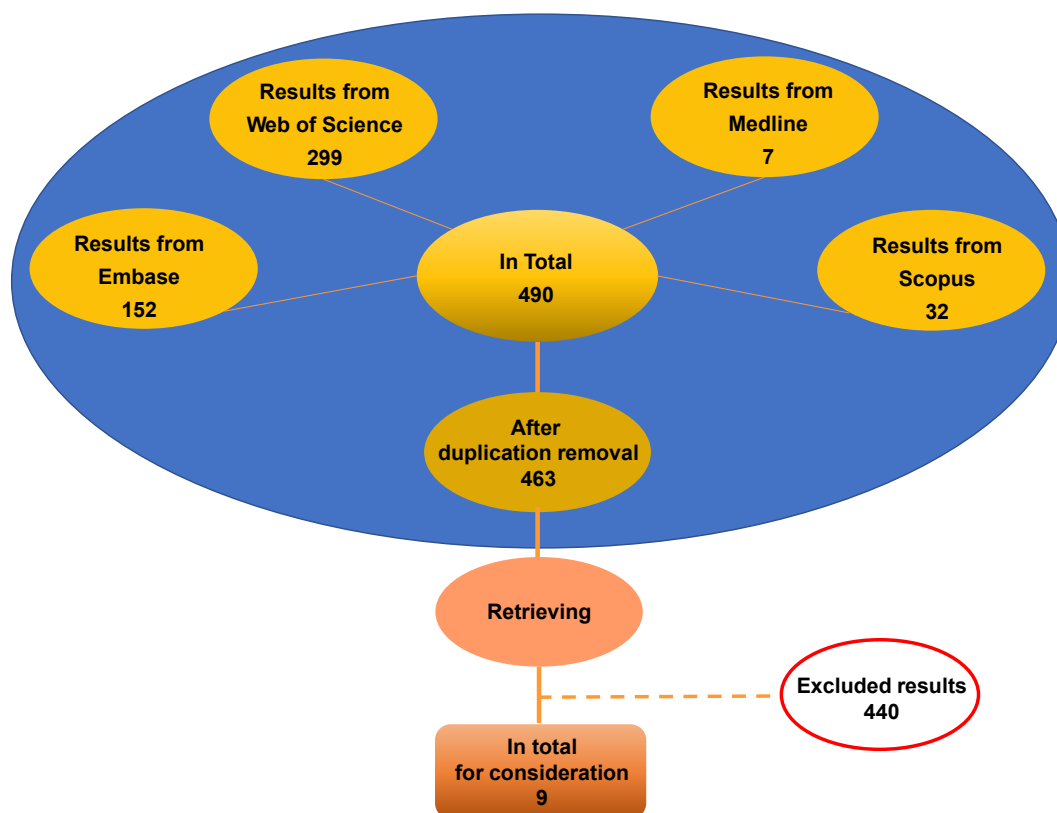 Results from
Web of Science
299
Results from
Medline
7
Results from
Embase
152
In Total
490
Results from
Scopus
32
After
duplication removal
463
Retrieving
Excluded results
440
In total
for consideration
9